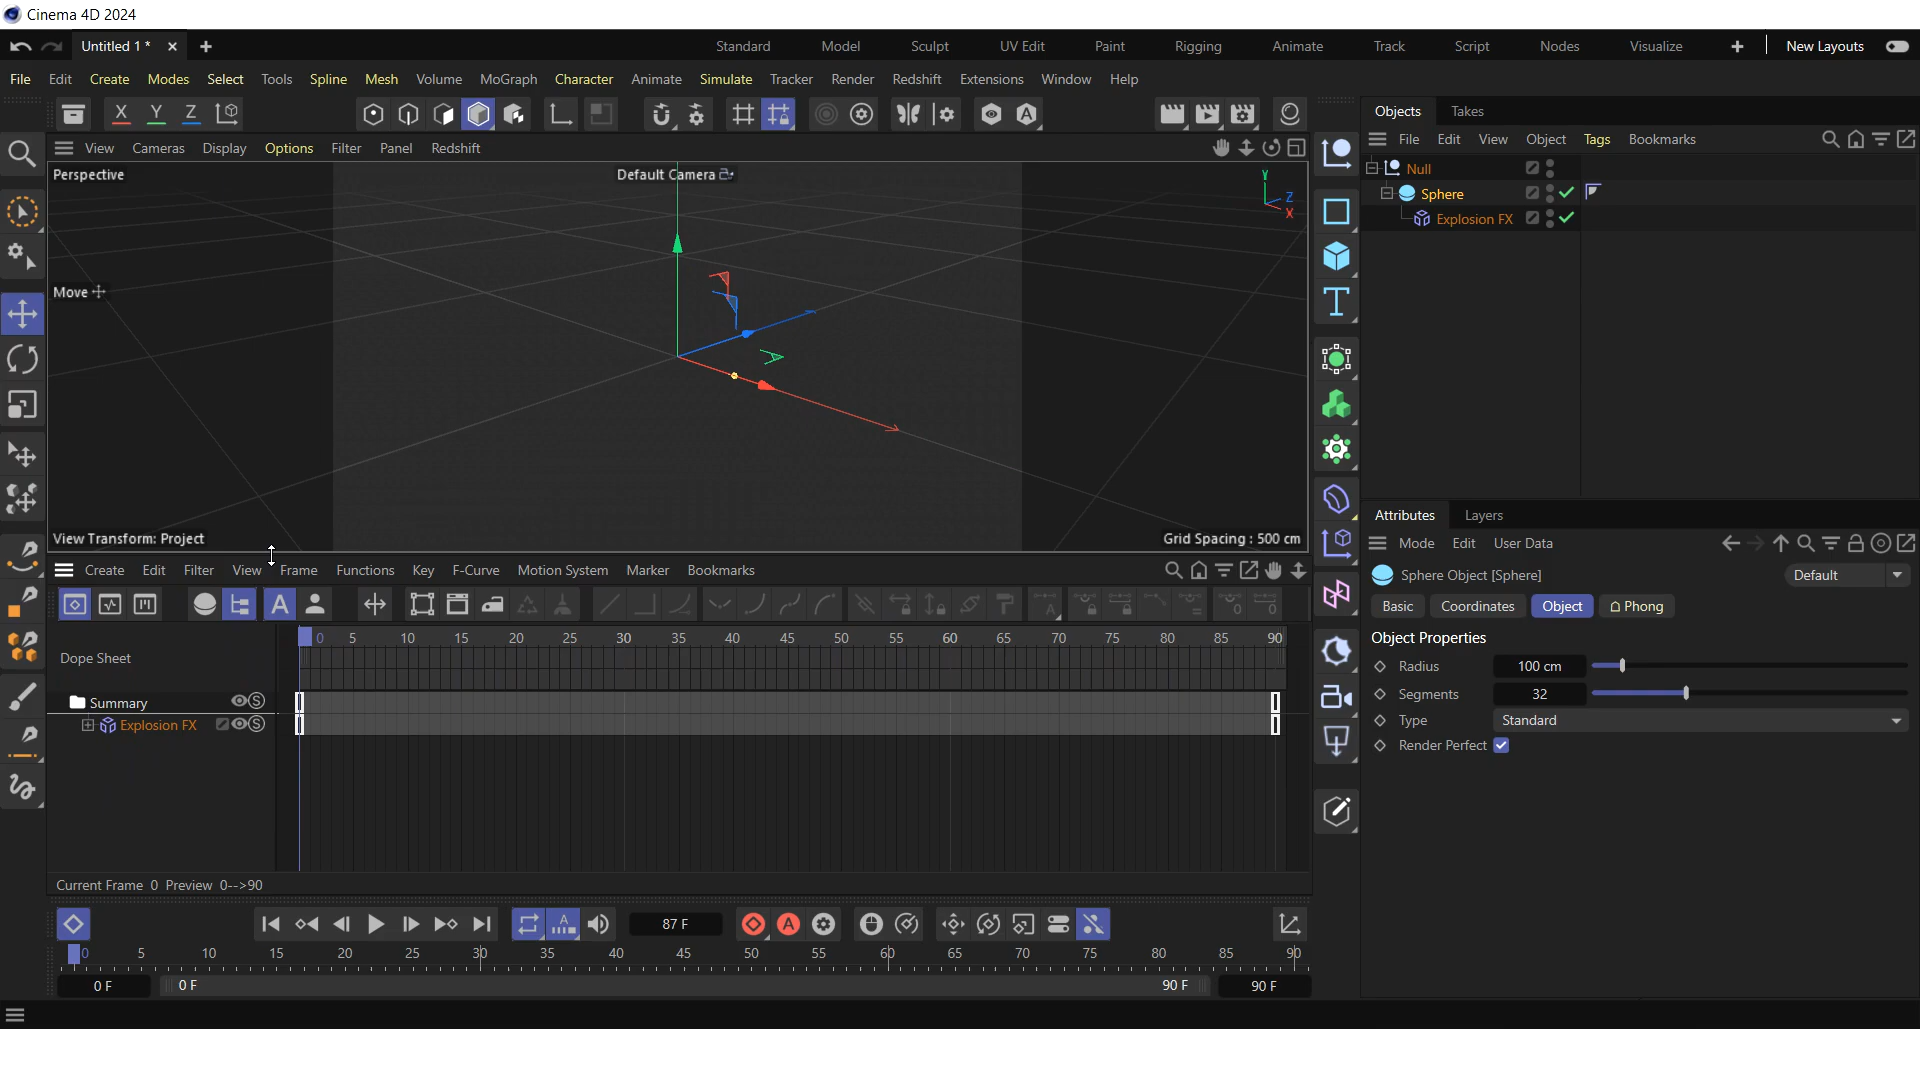 Cinema 4D 2024
Untitled 1 *
Standard Model Sculpt UV Edit Paint Rigging Animate Track Script Nodes Visualize New Layouts
File Edit Create Modes Select Tools Spline Mesh Volume MoGraph Character Animate Simulate Tracker Render Redshift Extensions Window Help
X Y Z
Objects Takes
View Cameras Display Options Filter Panel Redshift
File Edit View Object Tags Bookmarks
Perspective
Default Camera
Y
Z
X
Null
Sphere
Explosion FX
Move
View Transform: Project
Grid Spacing : 500 cm
Attributes Layers
Mode Edit User Data
Sphere Object [Sphere]
Default
Basic Coordinates Object Phong
Object Properties
Radius 100 cm
Segments 32
Type Standard
Render Perfect
Create Edit Filter View Frame Functions Key F-Curve Motion System Marker Bookmarks
0 5 10 15 20 25 30 35 40 45 50 55 60 65 70 75 80 85 90
Dope Sheet
Summary
Explosion FX
Current Frame 0 Preview 0-->90
87 F
0 5 10 15 20 25 30 35 40 45 50 55 60 65 70 75 80 85 90
0 F 0 F 90 F 90 F